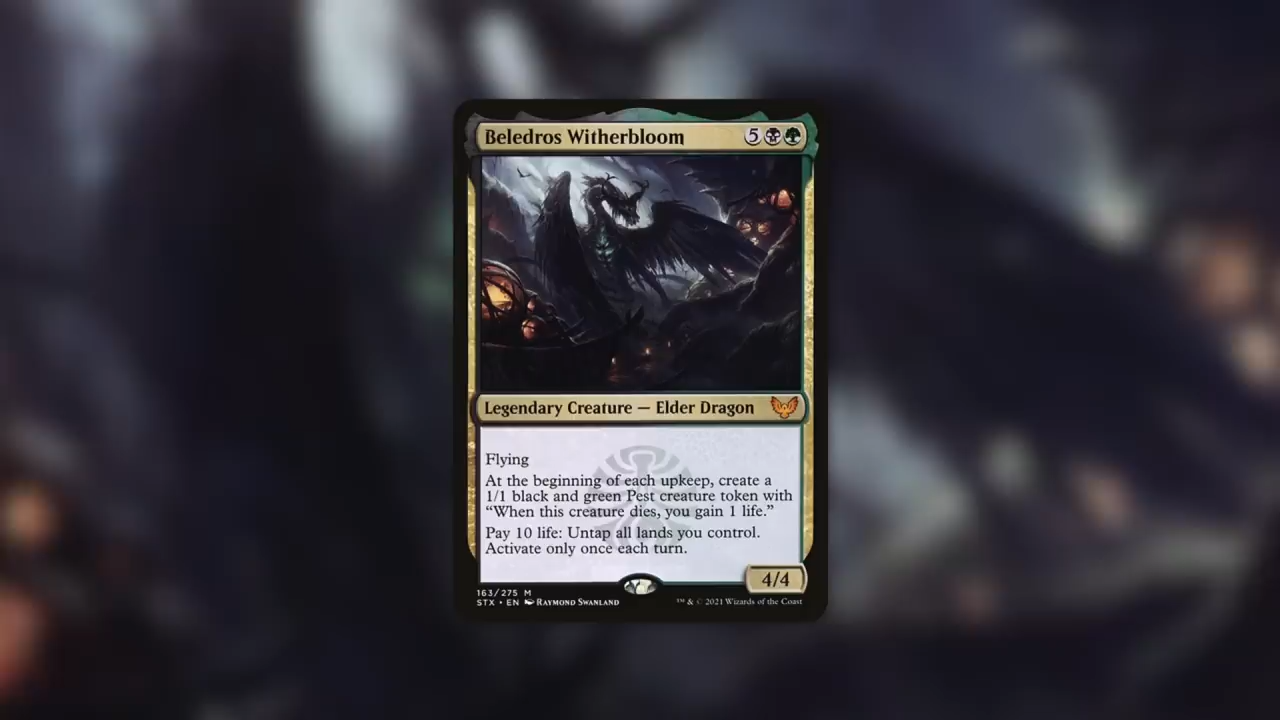 Beledros Witherbloom 5
Legendary Creature — Elder Dragon
Flying
At the beginning of each upkeep, create a
1/1 black and green Pest creature token with
“When this creature dies, you gain 1 life.”
Pay 10 life: Untap all lands you control.
Activate only once each turn.
4/4
163/275 M
STX • EN Raymond Swanland
™ & © 2021 Wizards of the Coast